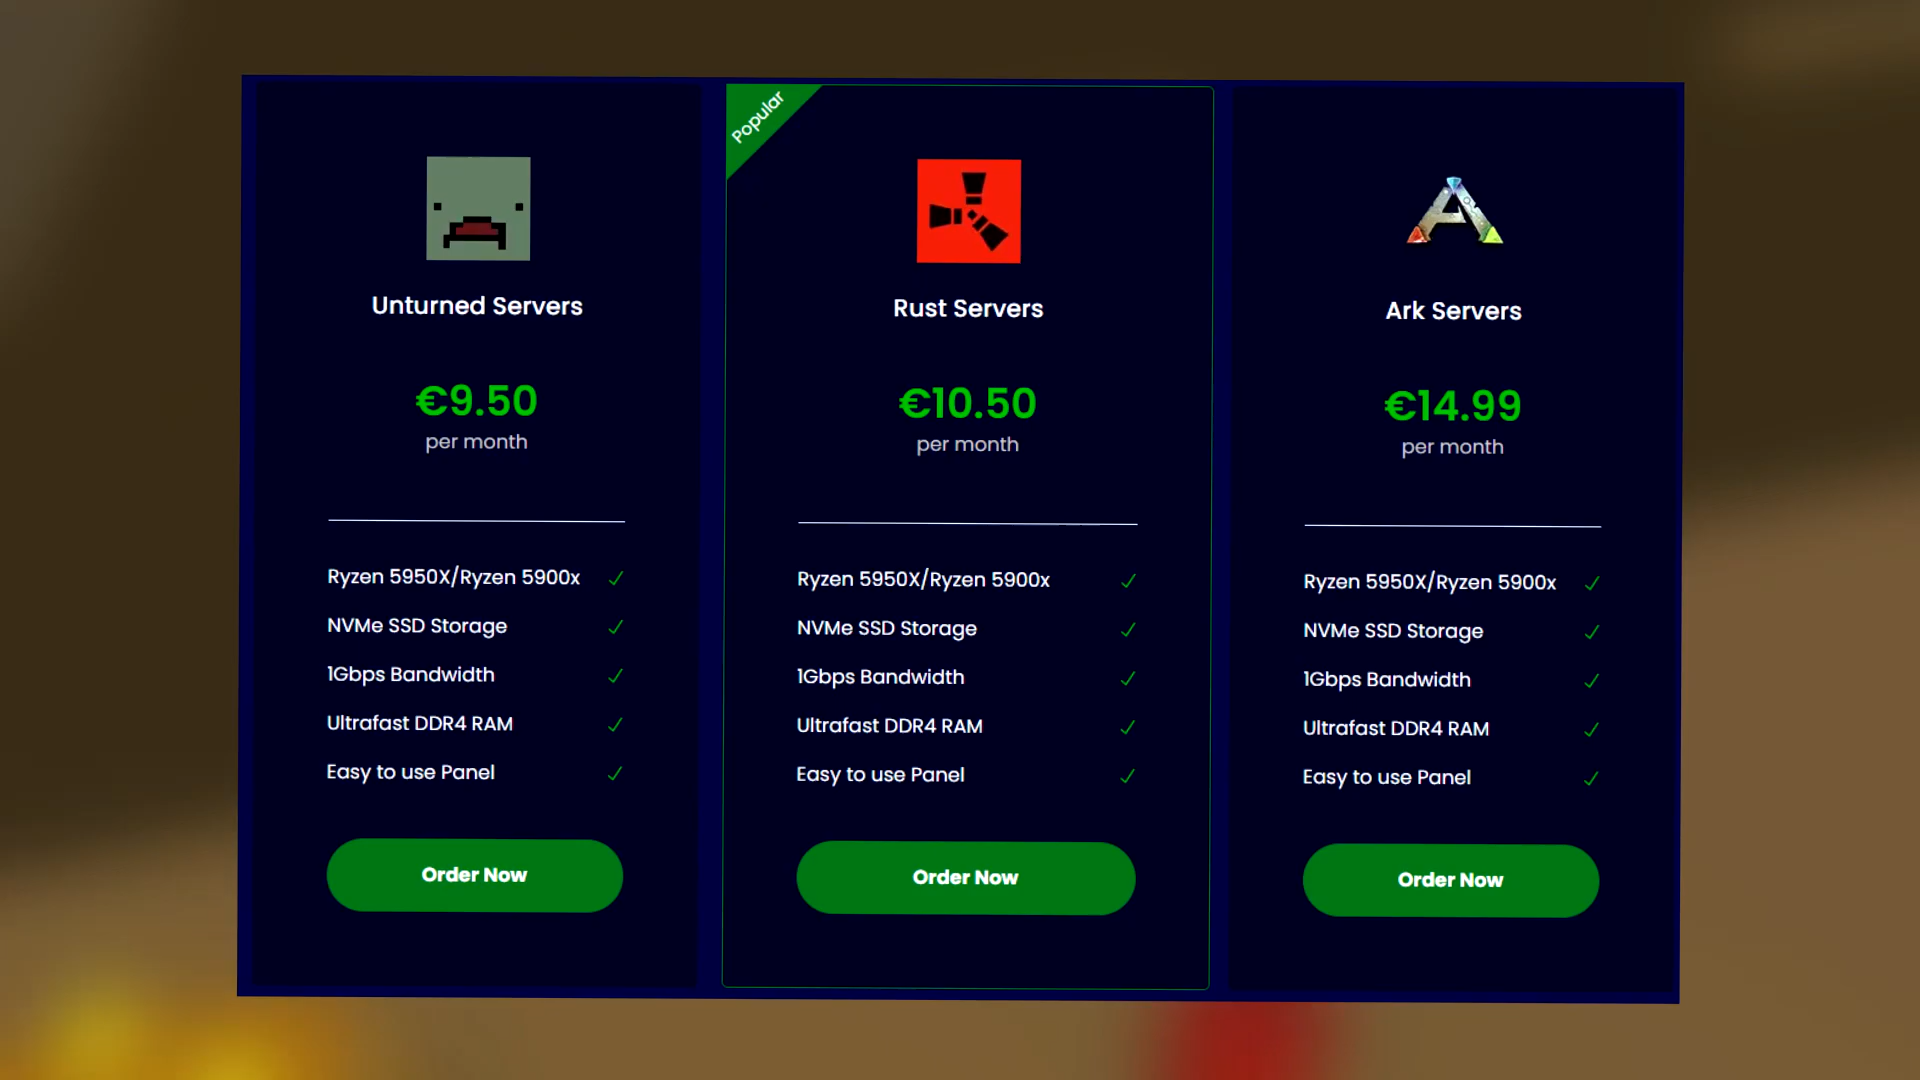 Unturned Servers
€9.50
per month
Ryzen 5950X/Ryzen 5900x
NVMe SSD Storage
1Gbps Bandwidth
Ultrafast DDR4 RAM
Easy to use Panel
Order Now
Popular
Rust Servers
€10.50
per month
Ryzen 5950X/Ryzen 5900x
NVMe SSD Storage
1Gbps Bandwidth
Ultrafast DDR4 RAM
Easy to use Panel
Order Now
Ark Servers
€14.99
per month
Ryzen 5950X/Ryzen 5900x
NVMe SSD Storage
1Gbps Bandwidth
Ultrafast DDR4 RAM
Easy to use Panel
Order Now